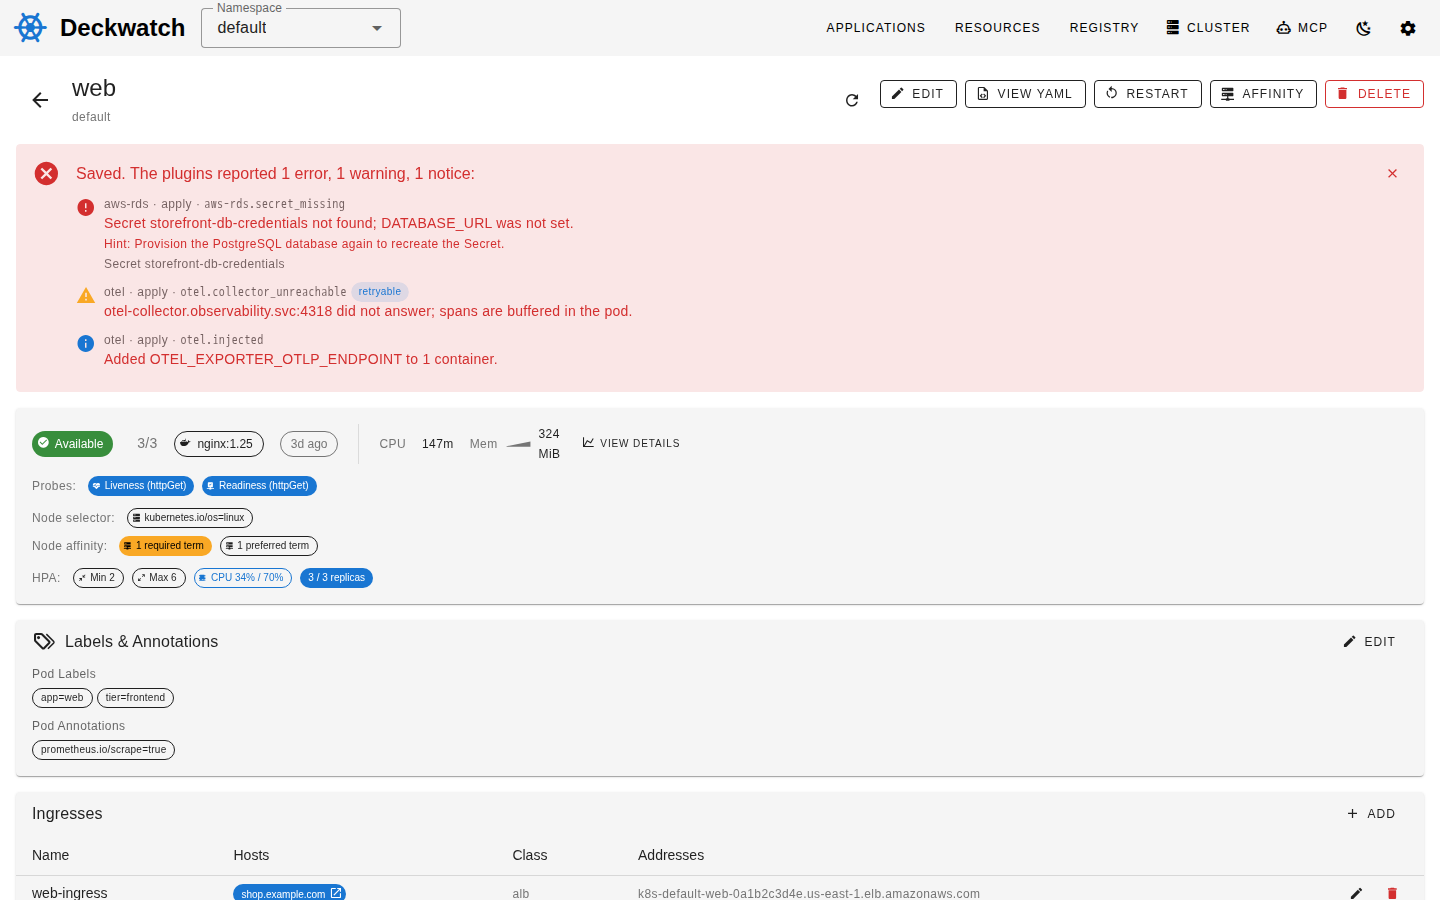 Deckwatch
Namespace
default
APPLICATIONS RESOURCES REGISTRY CLUSTER MCP
web
default
EDIT VIEW YAML RESTART AFFINITY DELETE
Saved. The plugins reported 1 error, 1 warning, 1 notice:
aws-rds · apply · aws-rds.secret_missing
Secret storefront-db-credentials not found; DATABASE_URL was not set.
Hint: Provision the PostgreSQL database again to recreate the Secret.
Secret storefront-db-credentials
otel · apply · otel.collector_unreachable retryable
otel-collector.observability.svc:4318 did not answer; spans are buffered in the pod.
otel · apply · otel.injected
Added OTEL_EXPORTER_OTLP_ENDPOINT to 1 container.
Available 3/3 nginx:1.25 3d ago CPU 147m Mem 324 MiB VIEW DETAILS
Probes: Liveness (httpGet) Readiness (httpGet)
Node selector: kubernetes.io/os=linux
Node affinity: 1 required term 1 preferred term
HPA: Min 2 Max 6 CPU 34% / 70% 3 / 3 replicas
Labels & Annotations EDIT
Pod Labels
app=web tier=frontend
Pod Annotations
prometheus.io/scrape=true
Ingresses ADD
Name Hosts Class Addresses
web-ingress shop.example.com alb k8s-default-web-0a1b2c3d4e.us-east-1.elb.amazonaws.com